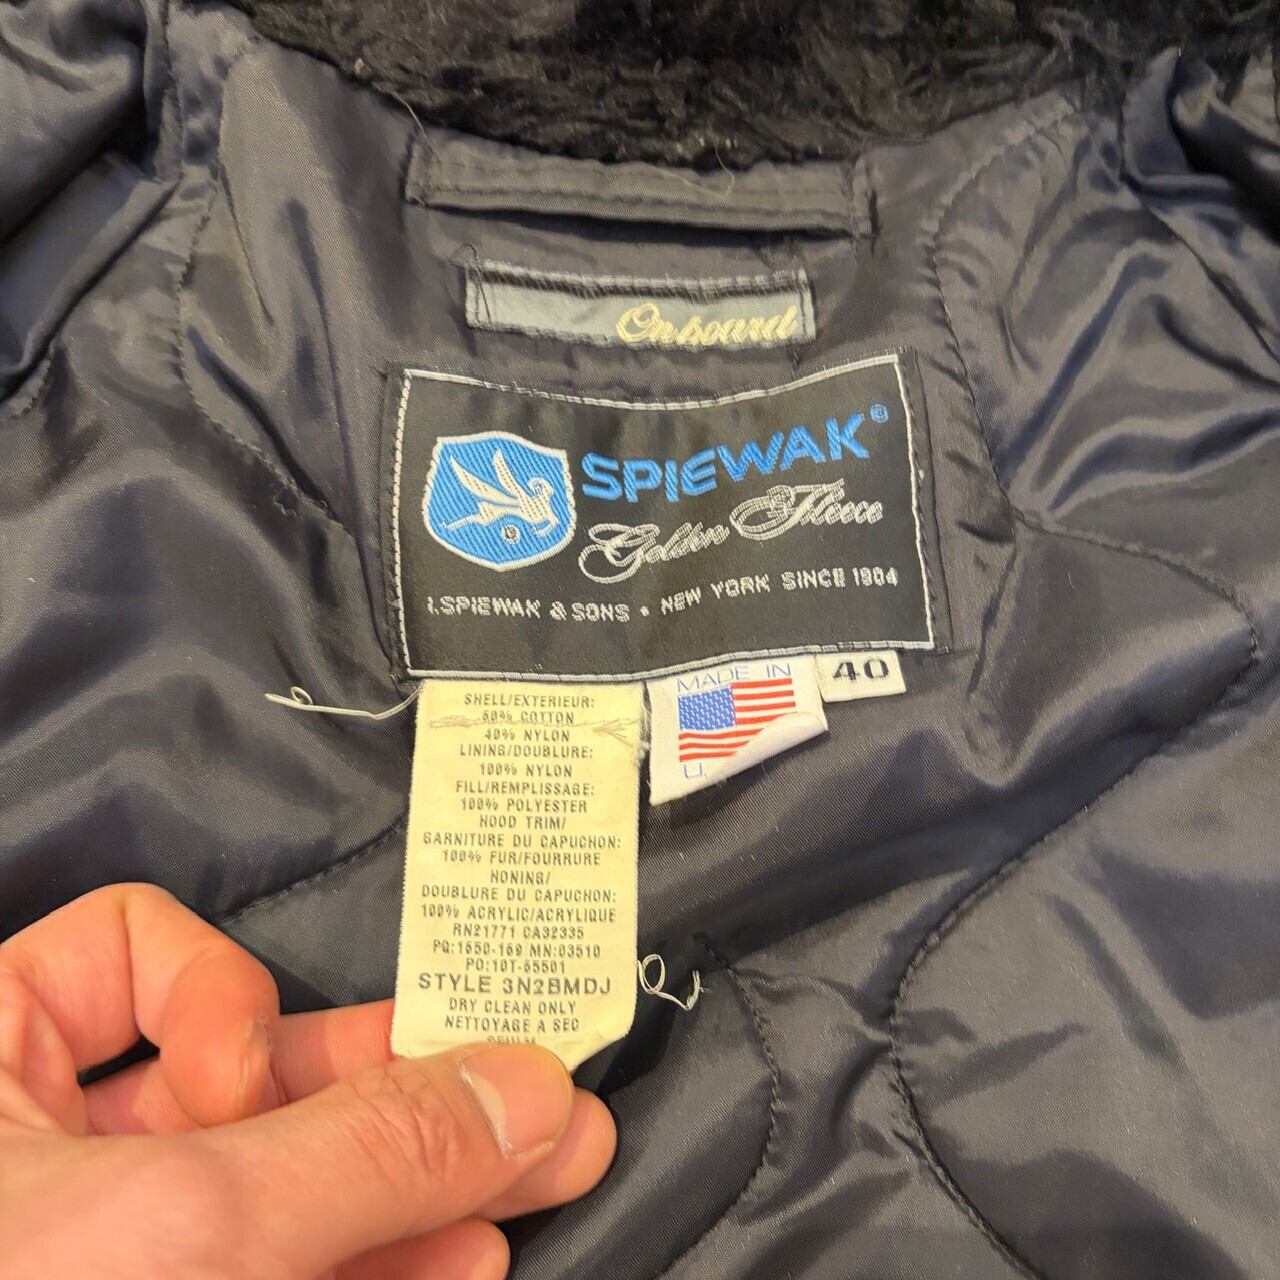 Onboard
SPIEWAK®
Golden Fleece
I.SPIEWAK & SONS • NEW YORK SINCE 1904
MADE IN
U.
40
SHELL/EXTERIEUR:
60% COTTON
40% NYLON
LINING/DOUBLURE:
100% NYLON
FILL/REMPLISSAGE:
100% POLYESTER
HOOD TRIM/
GARNITURE DU CAPUCHON:
100% FUR/FOURRURE
HONING/
DOUBLURE DU CAPUCHON:
100% ACRYLIC/ACRYLIQUE
RN21771 CA32335
PQ:1650-169 MN:03510
PO:10T-65501
STYLE 3N2BMDJ
DRY CLEAN ONLY
NETTOYAGE A SEC